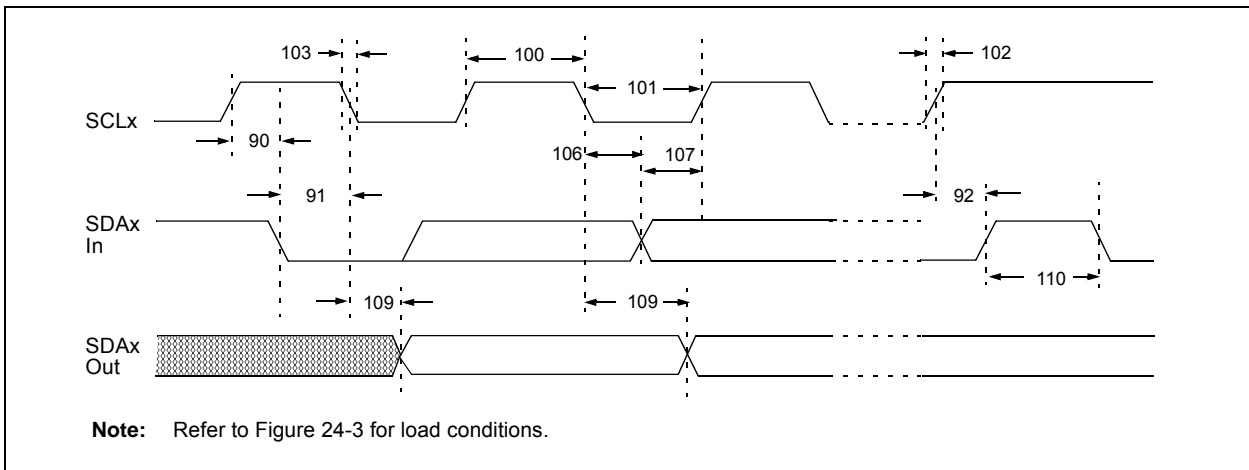 103
100
102
101
SCLx
90
106
107
91
92
SDAx
In
110
109
109
SDAx
Out
Note: Refer to Figure 24-3 for load conditions.